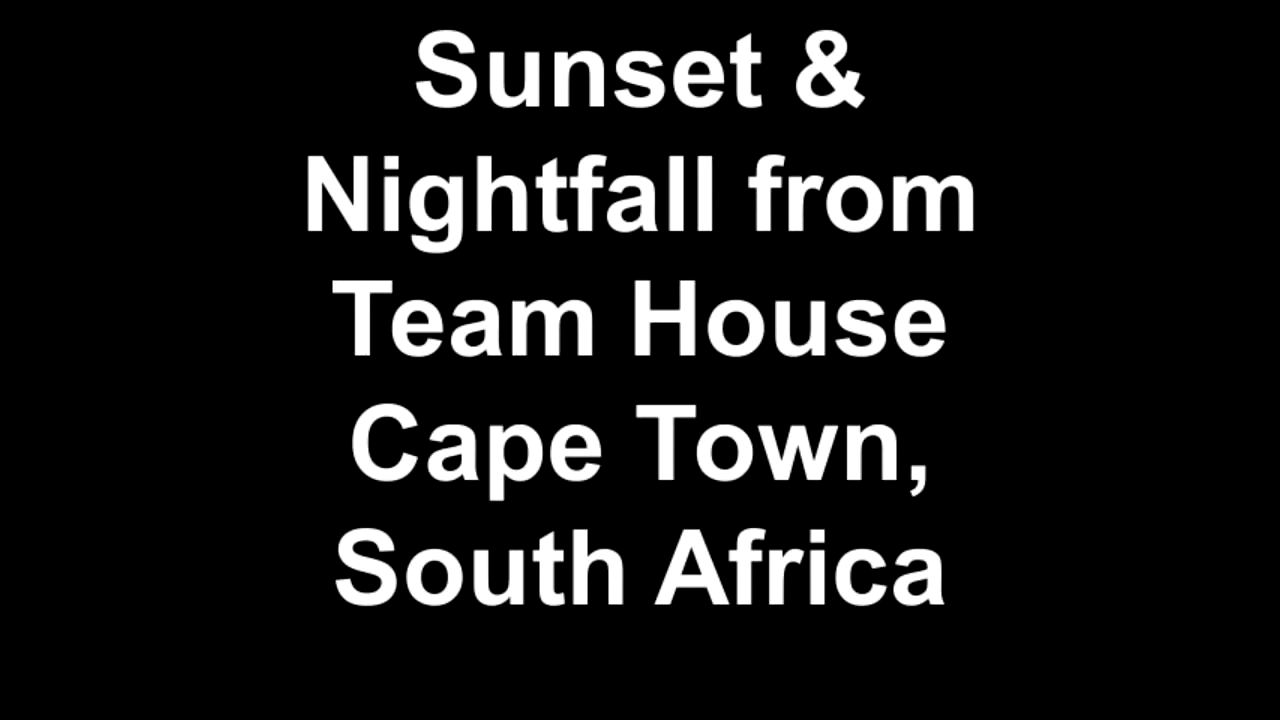 Sunset &
Nightfall from
Team House
Cape Town,
South Africa